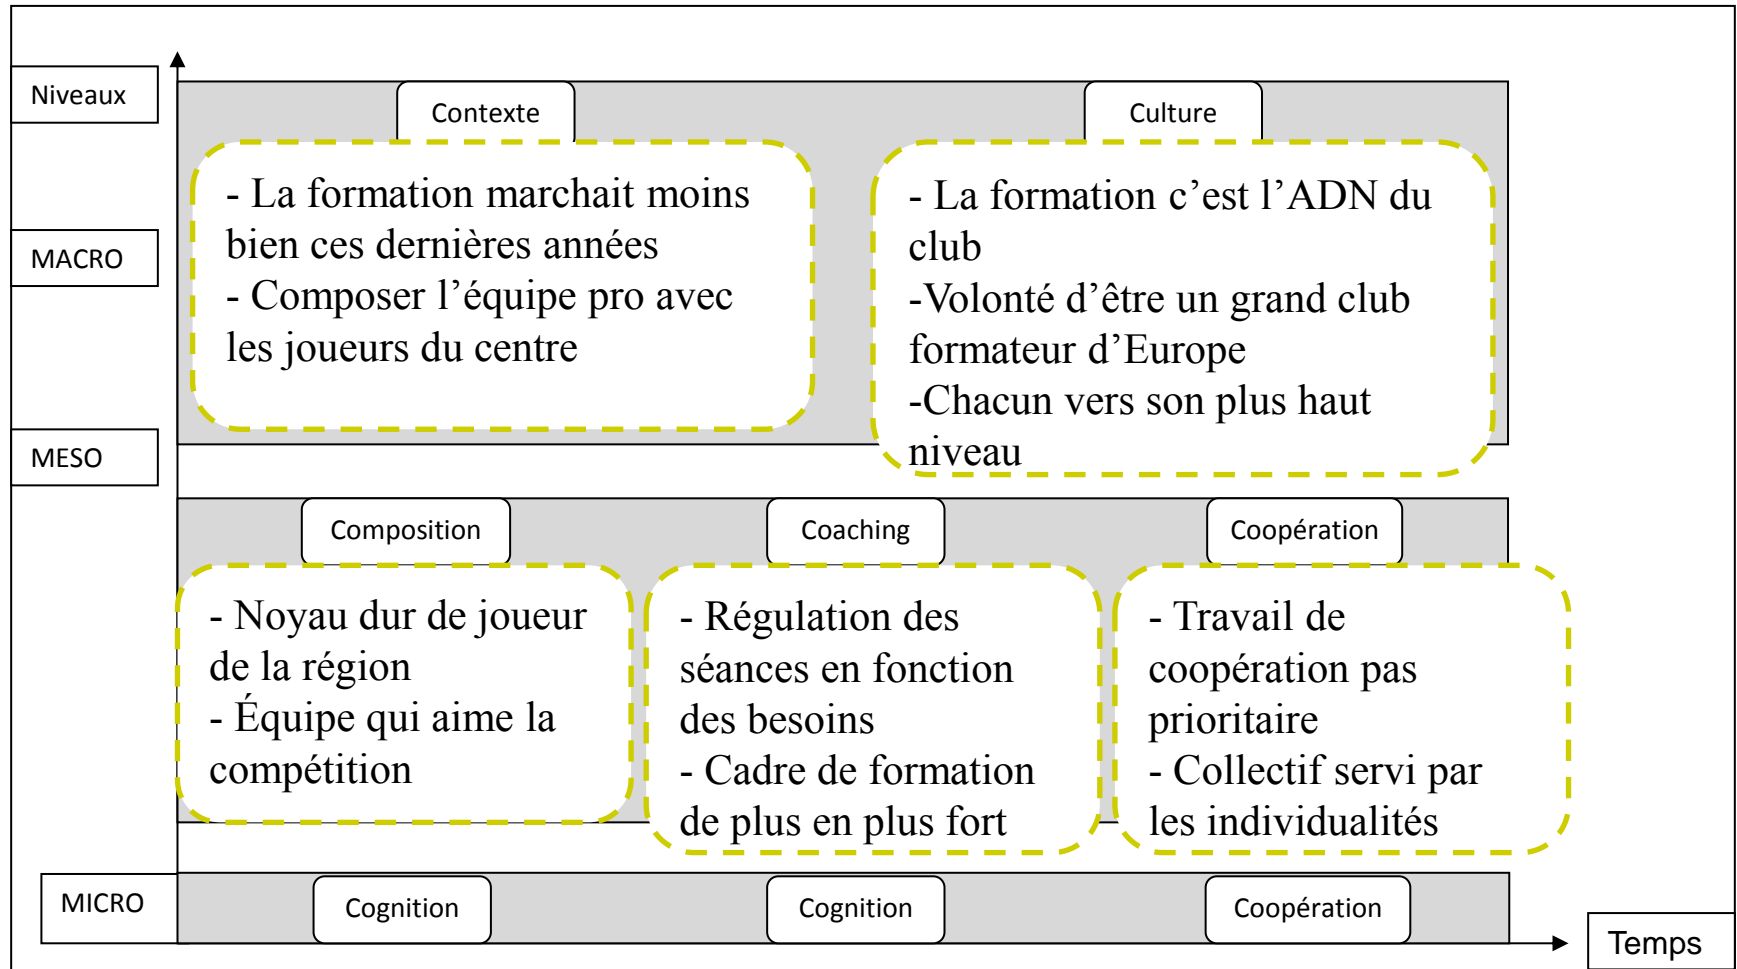 Niveaux
Contexte
Culture
MACRO
- La formation marchait moins
bien ces dernières années
- Composer l’équipe pro avec
les joueurs du centre
- La formation c’est l’ADN du
club
-Volonté d’être un grand club
formateur d’Europe
-Chacun vers son plus haut
niveau
MESO
Composition
Coaching
Coopération
- Noyau dur de joueur
de la région
- Équipe qui aime la
compétition
- Régulation des
séances en fonction
des besoins
- Cadre de formation
de plus en plus fort
- Travail de
coopération pas
prioritaire
- Collectif servi par
les individualités
MICRO
Cognition
Cognition
Coopération
Temps